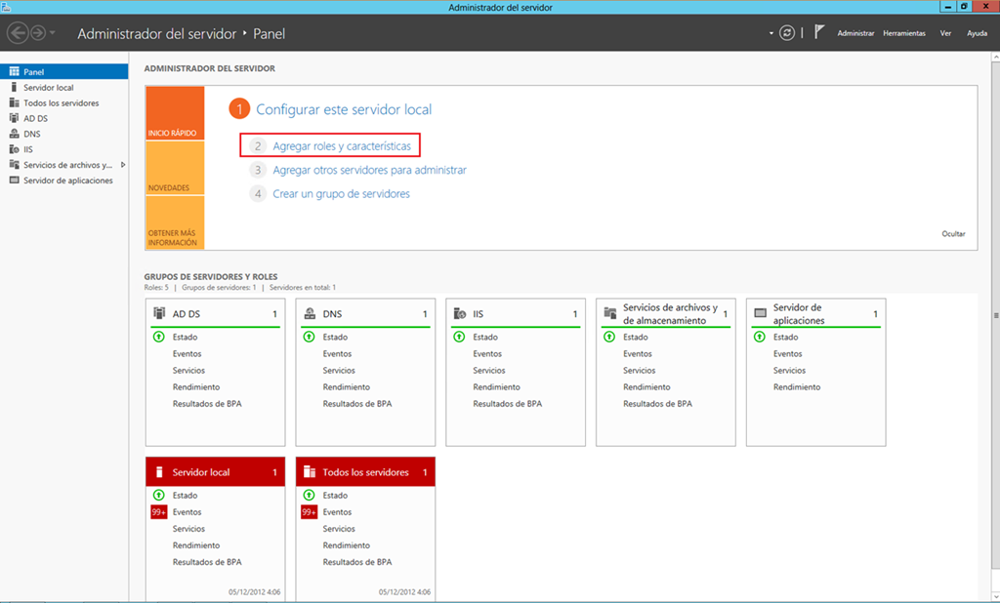 Administrador del servidor
Administrador del servidor ‣ Panel
Administrar Herramientas Ver Ayuda
Panel
Servidor local
Todos los servidores
AD DS
DNS
IIS
Servicios de archivos y...
Servidor de aplicaciones
ADMINISTRADOR DEL SERVIDOR
INICIO RÁPIDO
NOVEDADES
OBTENER MÁS
INFORMACIÓN
1 Configurar este servidor local
2 Agregar roles y características
3 Agregar otros servidores para administrar
4 Crear un grupo de servidores
Ocultar
GRUPOS DE SERVIDORES Y ROLES
Roles: 5 | Grupos de servidores: 1 | Servidores en total: 1
AD DS 1
Estado
Eventos
Servicios
Rendimiento
Resultados de BPA
DNS 1
Estado
Eventos
Servicios
Rendimiento
Resultados de BPA
IIS 1
Estado
Eventos
Servicios
Rendimiento
Resultados de BPA
Servicios de archivos y
de almacenamiento 1
Estado
Eventos
Servicios
Rendimiento
Resultados de BPA
Servidor de
aplicaciones 1
Estado
Eventos
Servicios
Rendimiento
Servidor local 1
Estado
99+ Eventos
Servicios
Rendimiento
Resultados de BPA
05/12/2012 4:06
Todos los servidores 1
Estado
99+ Eventos
Servicios
Rendimiento
Resultados de BPA
05/12/2012 4:06